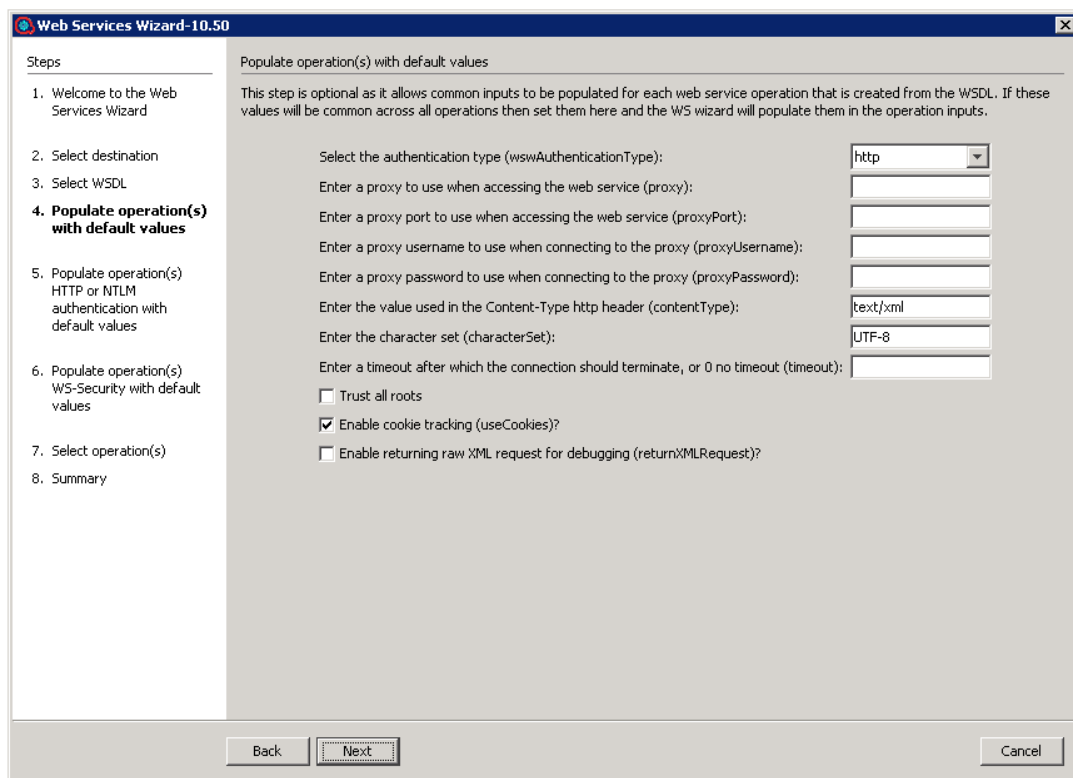 Web Services Wizard-10.50
Steps
1. Welcome to the Web
Services Wizard
2. Select destination
3. Select WSDL
4. Populate operation(s)
with default values
5. Populate operation(s)
HTTP or NTLM
authentication with
default values
6. Populate operation(s)
WS-Security with default
values
7. Select operation(s)
8. Summary
Populate operation(s) with default values
This step is optional as it allows common inputs to be populated for each web service operation that is created from the WSDL. If these
values will be common across all operations then set them here and the WS wizard will populate them in the operation inputs.
Select the authentication type (wswAuthenticationType): http
Enter a proxy to use when accessing the web service (proxy):
Enter a proxy port to use when accessing the web service (proxyPort):
Enter a proxy username to use when connecting to the proxy (proxyUsername):
Enter a proxy password to use when connecting to the proxy (proxyPassword):
Enter the value used in the Content-Type http header (contentType): text/xml
Enter the character set (characterSet): UTF-8
Enter a timeout after which the connection should terminate, or 0 no timeout (timeout):
Trust all roots
Enable cookie tracking (useCookies)?
Enable returning raw XML request for debugging (returnXMLRequest)?
Back Next Cancel